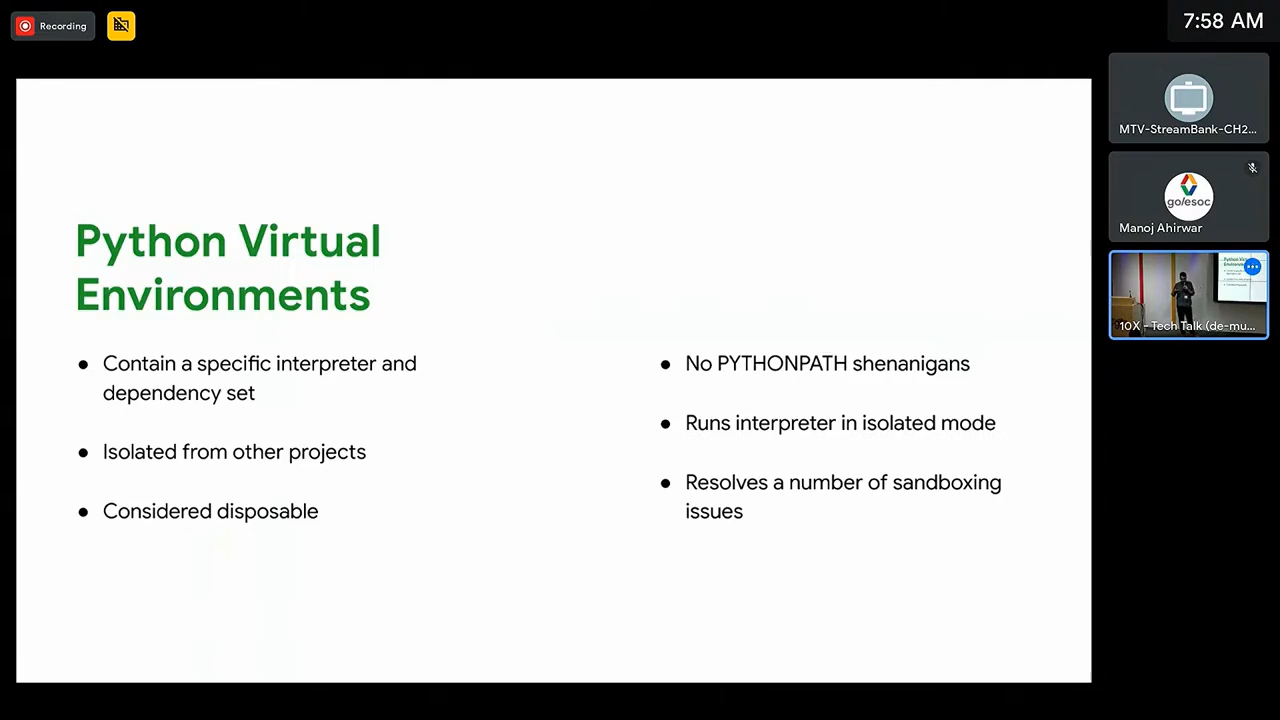 Recording
7:58 AM
Python Virtual
Environments
● Contain a specific interpreter and
dependency set
● Isolated from other projects
● Considered disposable
● No PYTHONPATH shenanigans
● Runs interpreter in isolated mode
● Resolves a number of sandboxing
issues
MTV-StreamBank-CH2...
go/esoc
Manoj Ahirwar
10X - Tech Talk (de-mu...